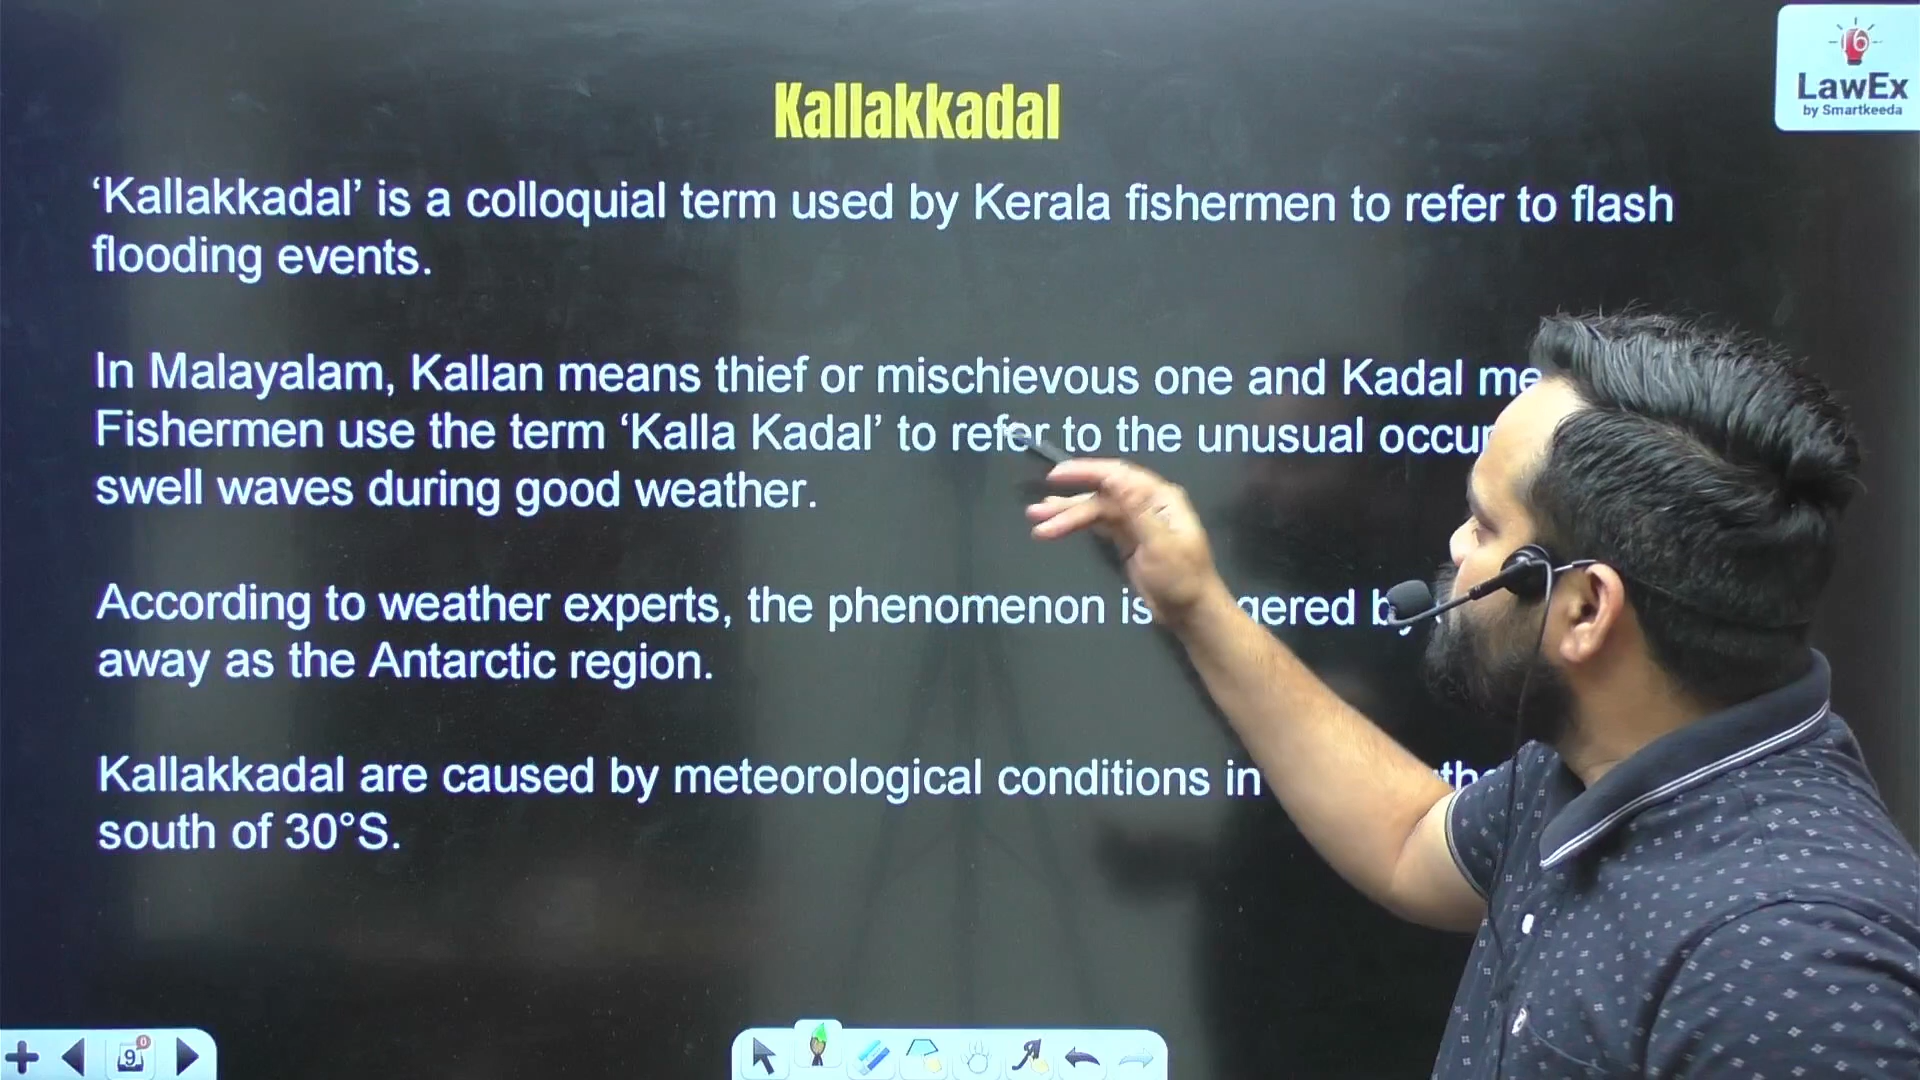 16
LawEx
by Smartkeeda
Kallakkadal
‘Kallakkadal’ is a colloquial term used by Kerala fishermen to refer to flash
flooding events.
In Malayalam, Kallan means thief or mischievous one and Kadal
Fishermen use the term ‘Kalla Kadal’ to refer to the unusual
swell waves during good weather.
According to weather experts, the phenomenon is
away as the Antarctic region.
Kallakkadal are caused by meteorological conditions in
south of 30°S.
9
0